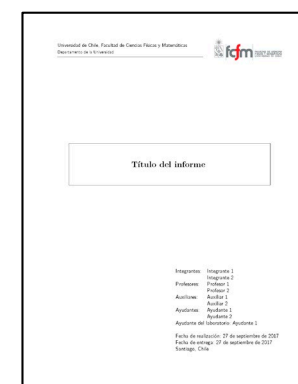 Universidad de Chile, Facultad de Ciencias Físicas y Matemáticas
Departamento de la Universidad
fcfm
Título del informe
Integrantes: Integrante 1
Integrante 2
Profesores: Profesor 1
Profesor 2
Auxiliares: Auxiliar 1
Auxiliar 2
Ayudantes: Ayudante 1
Ayudante 2
Ayudante del laboratorio: Ayudante 1
Fecha de realización: 27 de septiembre de 2017
Fecha de entrega: 27 de septiembre de 2017
Santiago, Chile